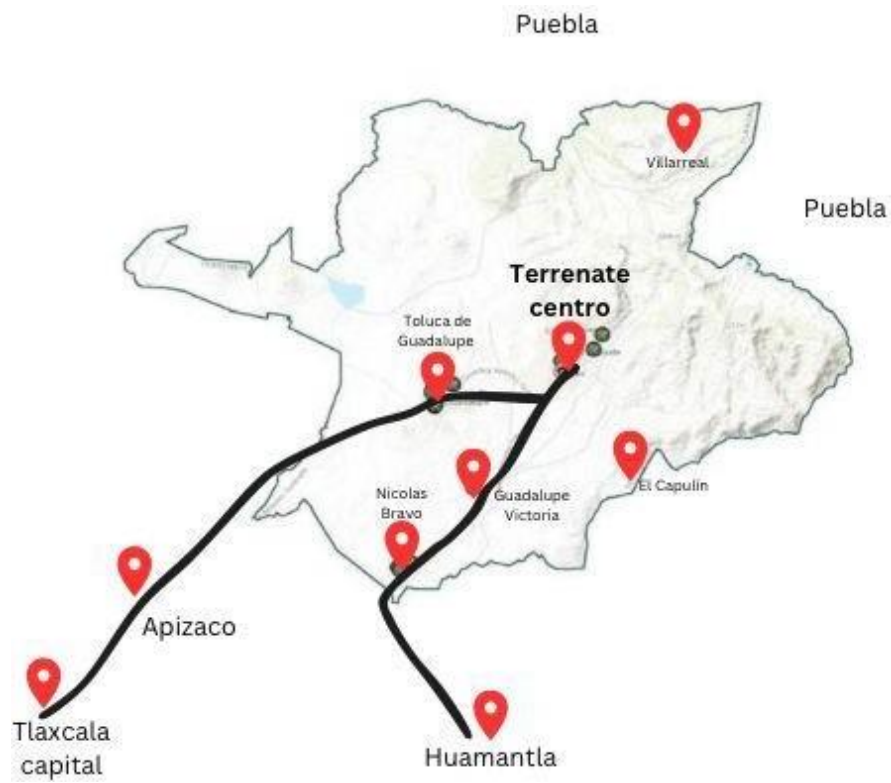 Puebla
Villarreal
Puebla
Terrenate
centro
Toluca de
Guadalupe
El Capulín
Nicolas
Bravo
Guadalupe
Victoria
Apizaco
Tlaxcala
capital
Huamantla